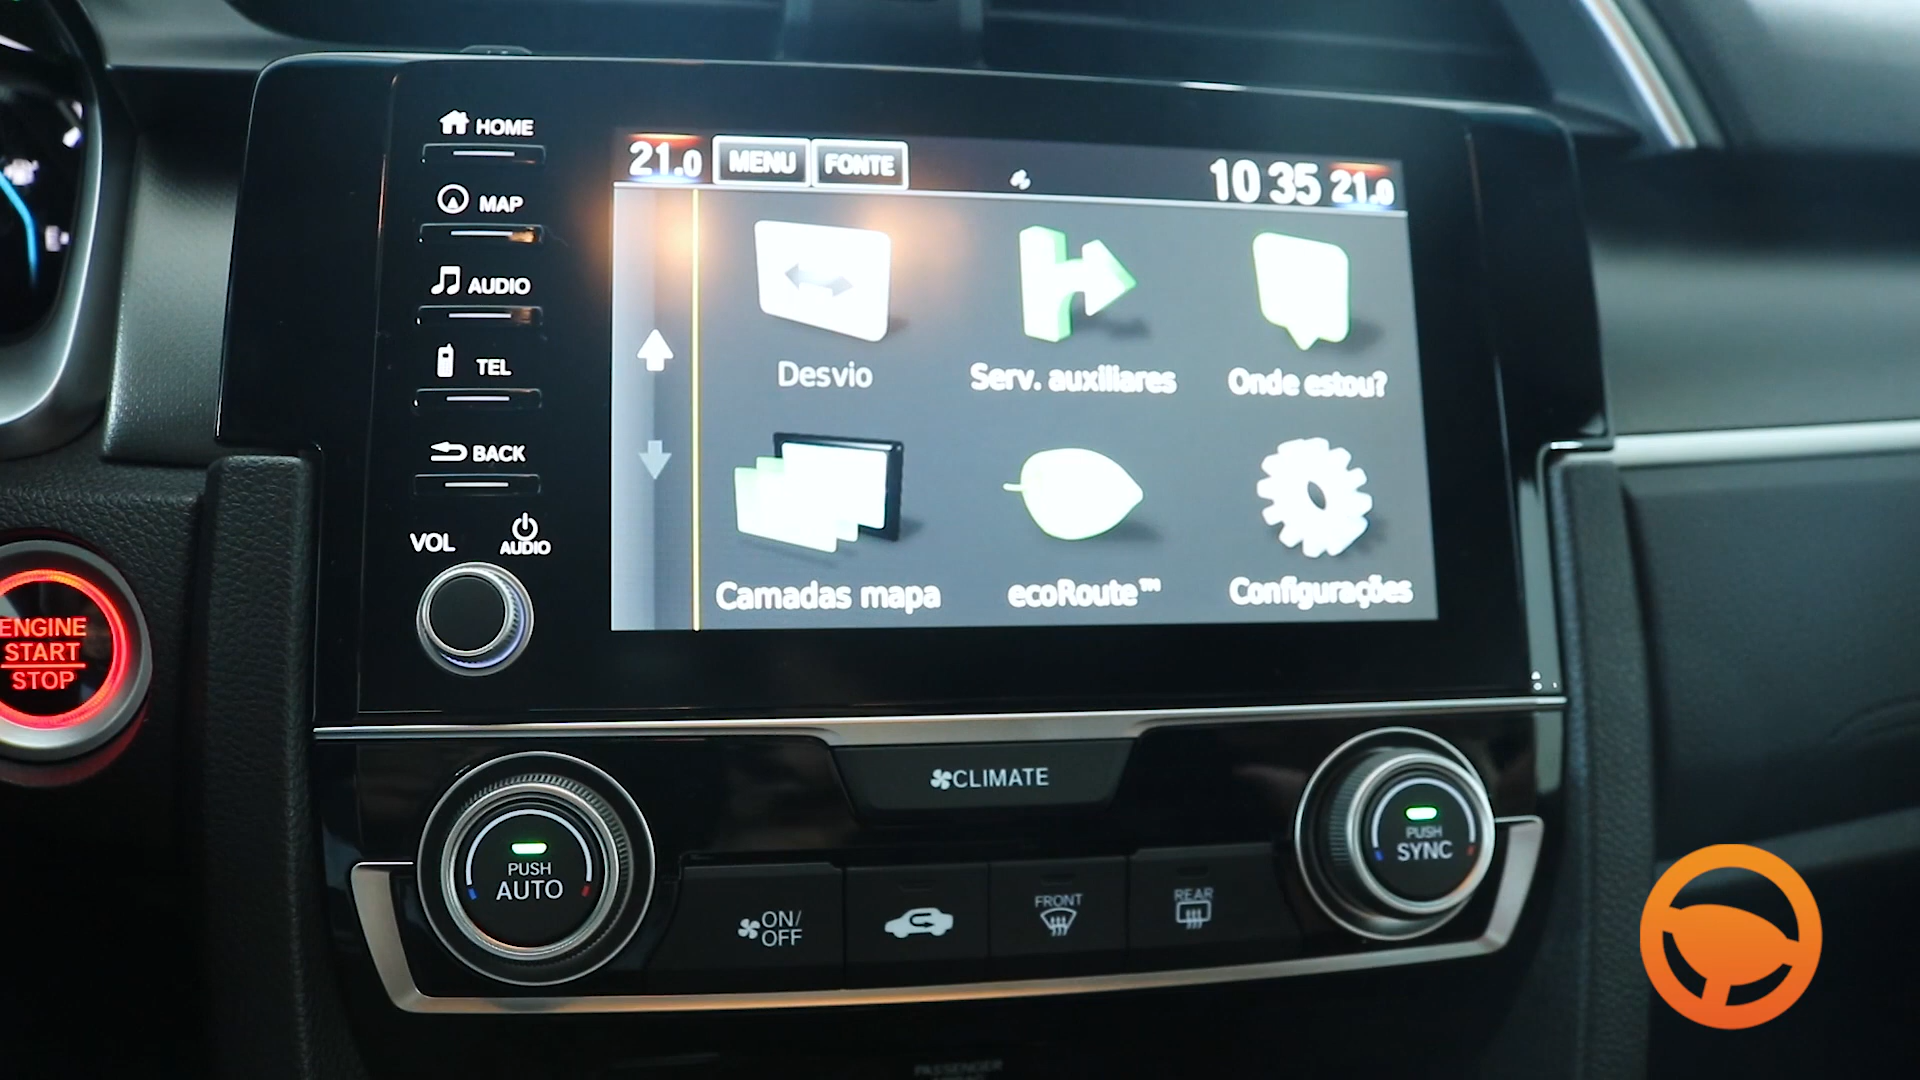 HOME
MAP
AUDIO
TEL
BACK
VOL
AUDIO
21.0 MENU FONTE 10 35 21.0
Desvio Serv. auxiliares Onde estou?
Camadas mapa ecoRoute™ Configurações
ENGINE
START
STOP
CLIMATE
PUSH
AUTO
ON/
OFF
FRONT
REAR
PUSH
SYNC
PASSENGER